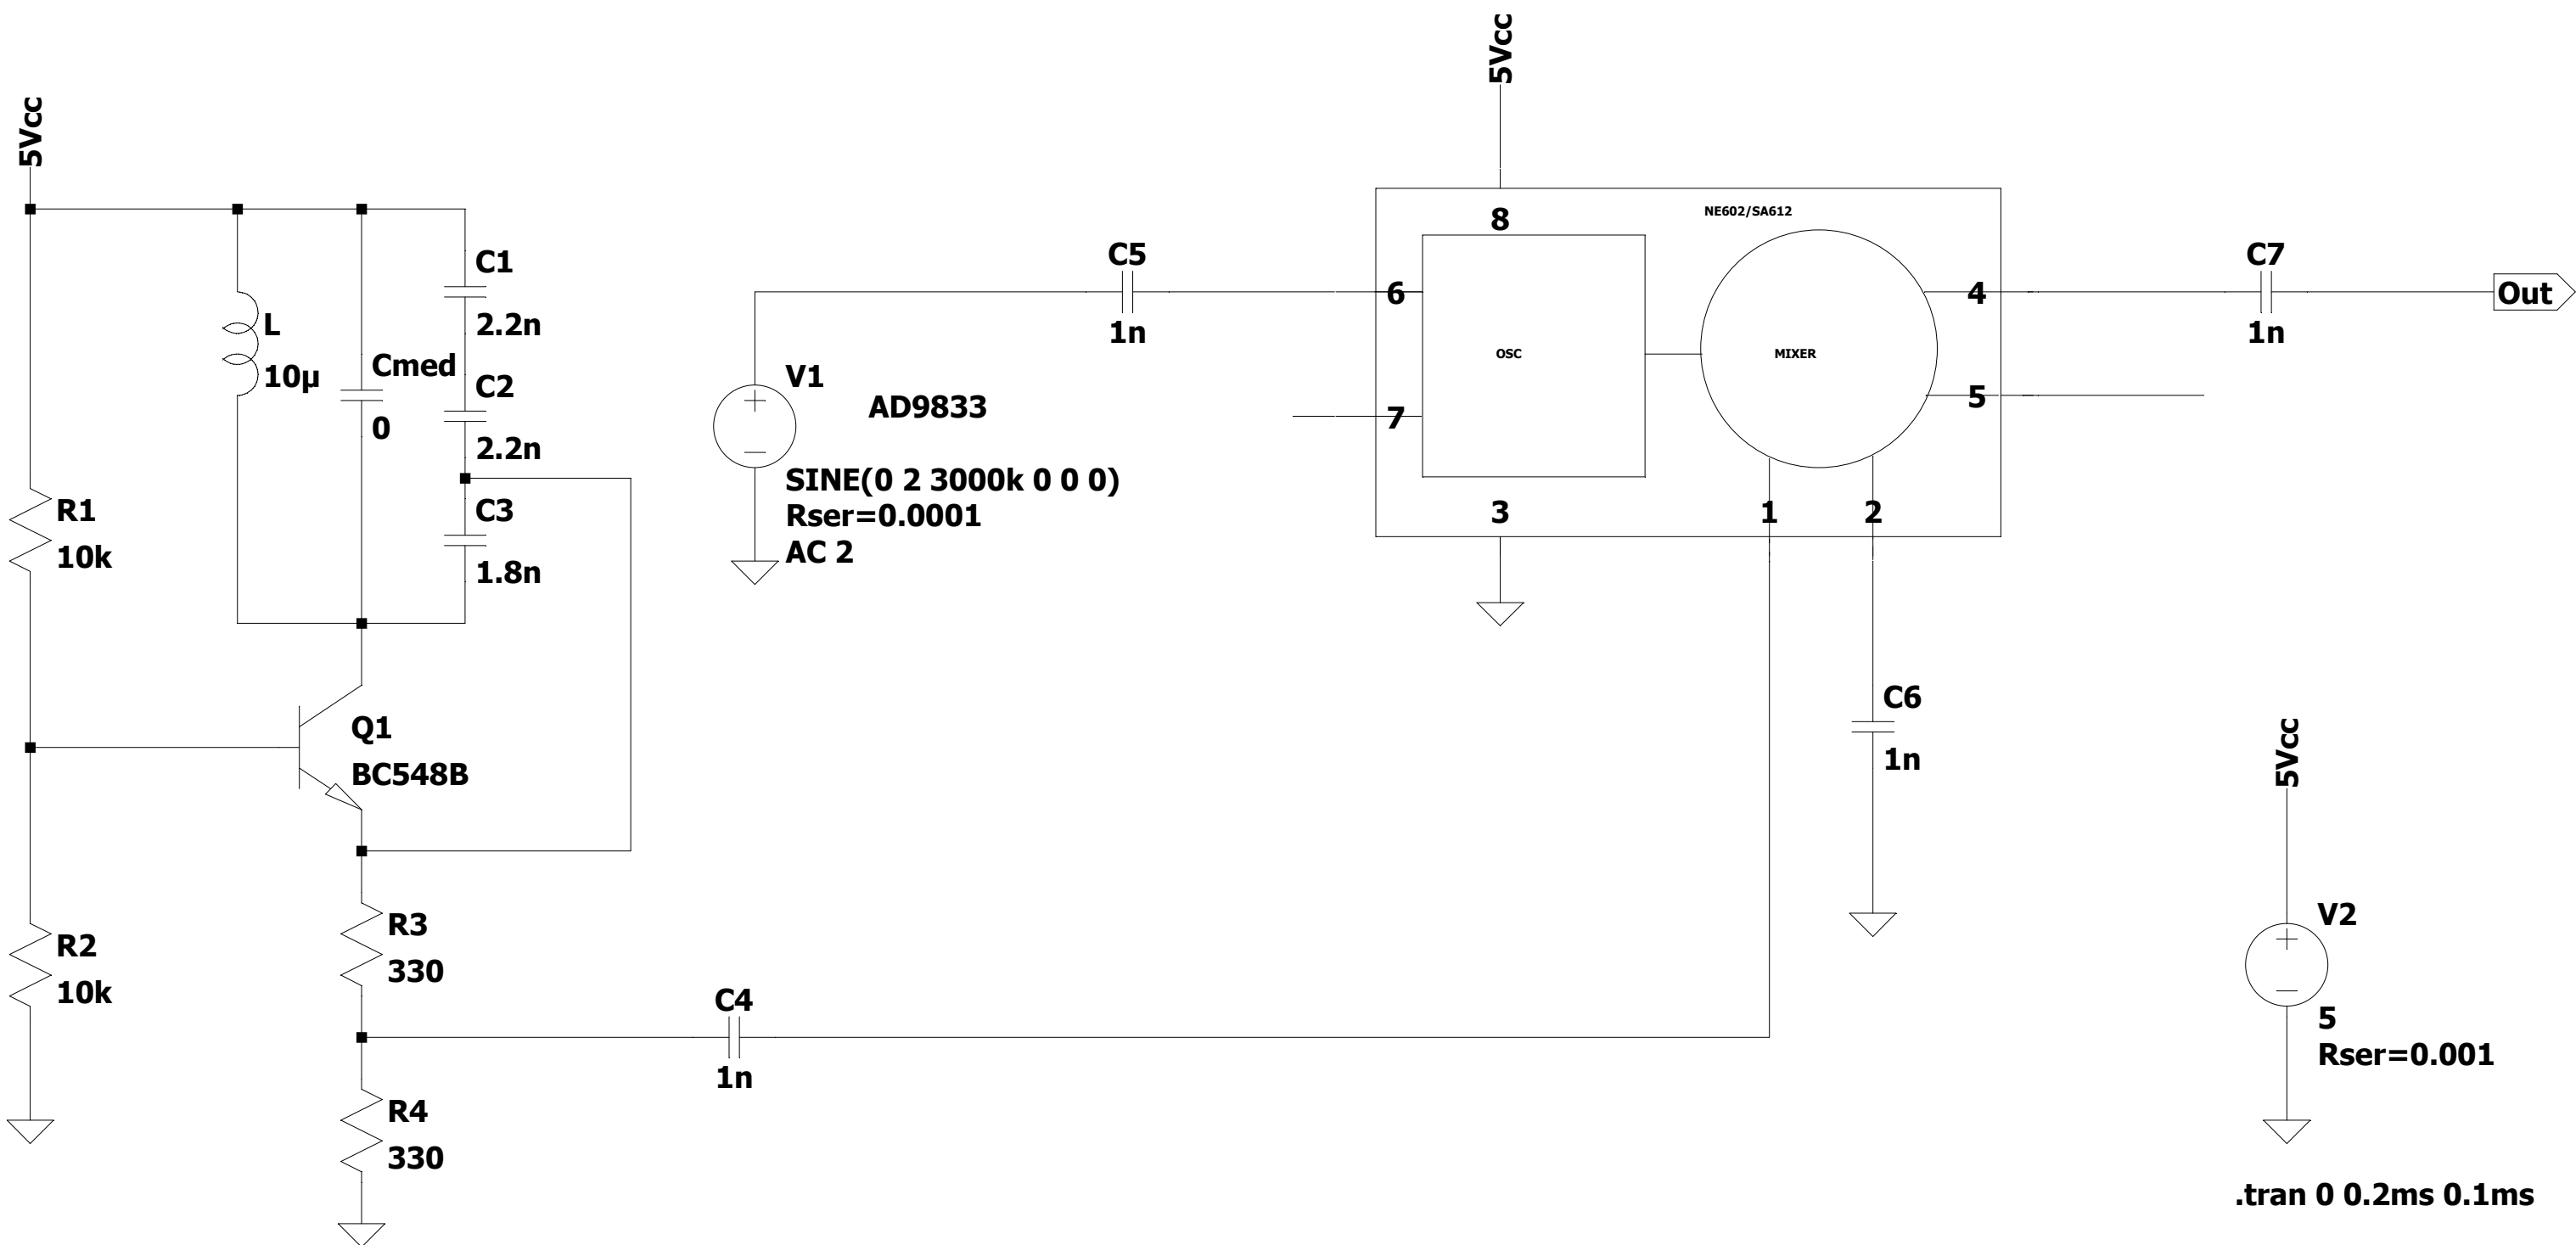 5Vcc
5Vcc
8
NE602/SA612
C1
2.2n
C5
1n
6
4
C7
1n
Out
L
10µ
Cmed
0
C2
2.2n
V1
AD9833
SINE(0 2 3000k 0 0 0)
Rser=0.0001
AC 2
OSC
MIXER
7
5
R1
10k
C3
1.8n
3
1
2
Q1
BC548B
C6
1n
5Vcc
R2
10k
R3
330
V2
5
Rser=0.001
C4
1n
R4
330
.tran 0 0.2ms 0.1ms